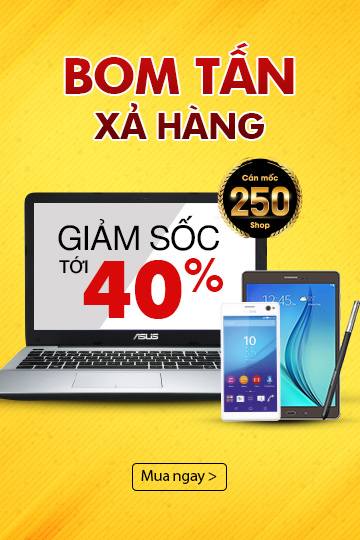 BOM TẤN
XẢ HÀNG
Cán mốc
250
Shop
GIẢM SỐC
TỚI
40%
ASUS
Mua ngay >